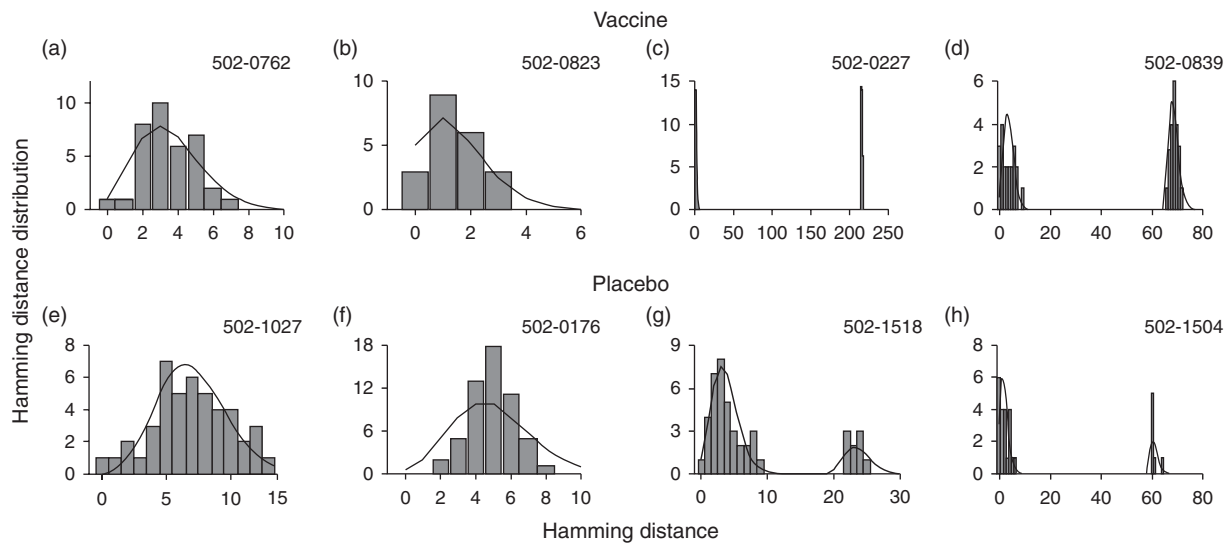 Vaccine
(a) 502-0762 (b) 502-0823 (c) 502-0227 (d) 502-0839
10 5 0 0 2 4 6 8 10
10 5 0 0 2 4 6
15 10 5 0 0 50 100 150 200 250
6 4 2 0 0 20 40 60 80
Hamming distance distribution
Placebo
(e) 502-1027 (f) 502-0176 (g) 502-1518 (h) 502-1504
8 6 4 2 0 0 5 10 15
18 12 6 0 0 2 4 6 8 10
9 6 3 0 0 10 20 30
8 6 4 2 0 0 20 40 60 80
Hamming distance